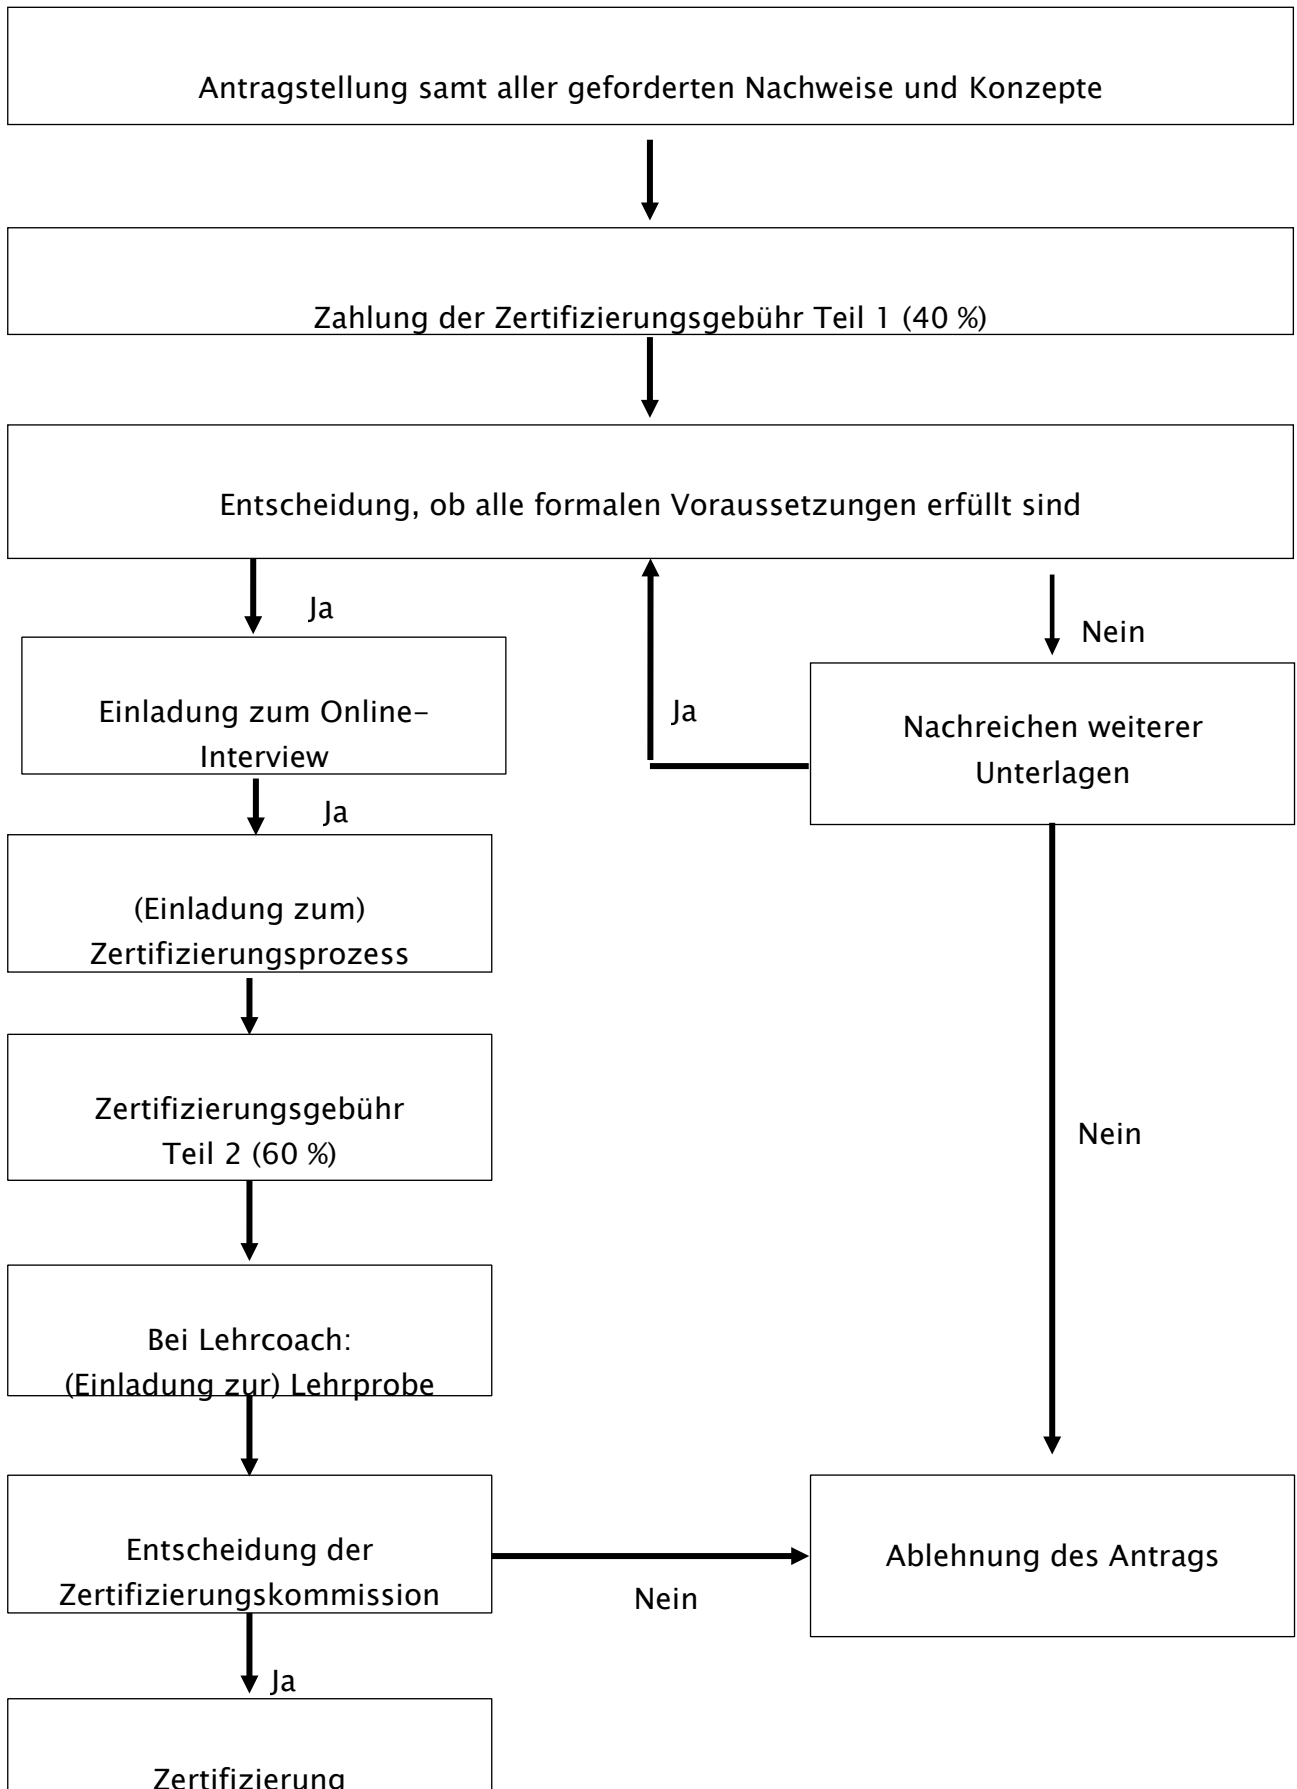 Antragstellung samt aller geforderten Nachweise und Konzepte
Zahlung der Zertifizierungsgebühr Teil 1 (40 %)
Entscheidung, ob alle formalen Voraussetzungen erfüllt sind
Ja
Nein
Einladung zum Online-
Interview
Ja
Nachreichen weiterer
Unterlagen
Ja
(Einladung zum)
Zertifizierungsprozess
Zertifizierungsgebühr
Teil 2 (60 %)
Nein
Bei Lehrcoach:
(Einladung zur) Lehrprobe
Entscheidung der
Zertifizierungskommission
Nein
Ablehnung des Antrags
Ja
Zertifizierung